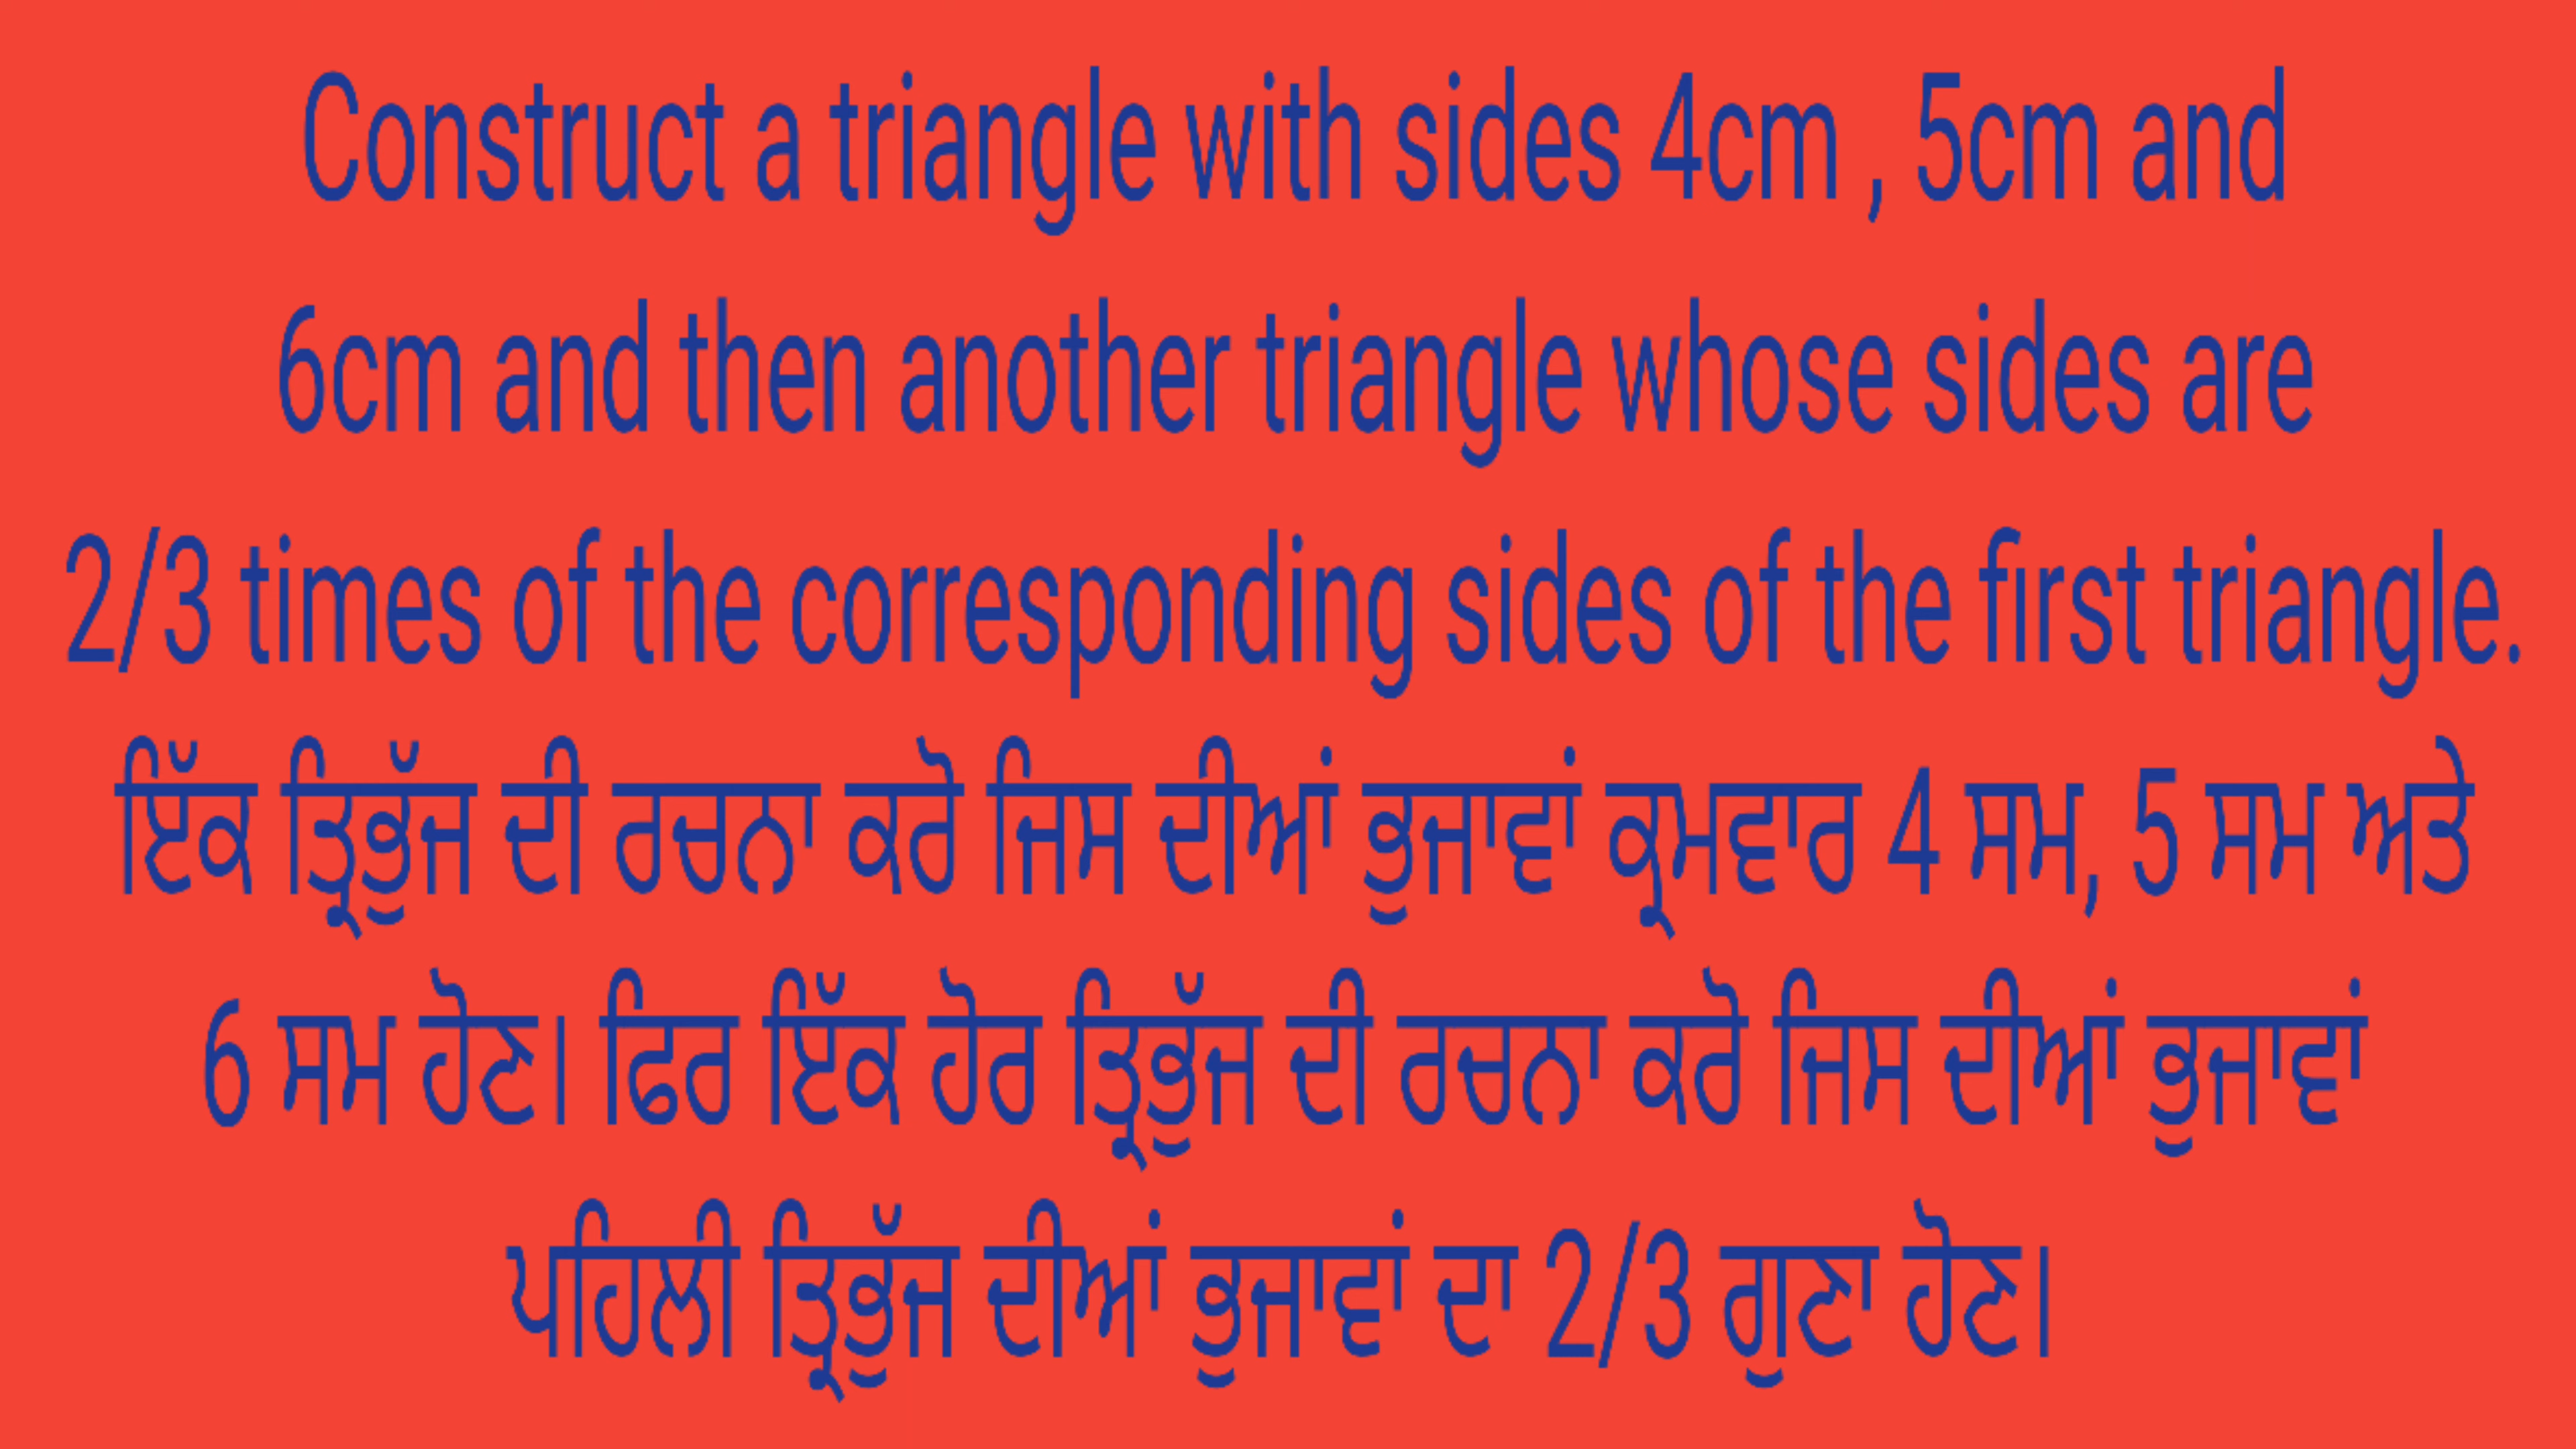 Construct a triangle with sides 4cm , 5cm and
6cm and then another triangle whose sides are
2/3 times of the corresponding sides of the first triangle.
ਇੱਕ ਤ੍ਰਿਭੁੱਜ ਦੀ ਰਚਨਾ ਕਰੋ ਜਿਸ ਦੀਆਂ ਭੁਜਾਵਾਂ ਕ੍ਰਮਵਾਰ 4 ਸਮ, 5 ਸਮ ਅਤੇ
6 ਸਮ ਹੋਣ। ਫਿਰ ਇੱਕ ਹੋਰ ਤ੍ਰਿਭੁੱਜ ਦੀ ਰਚਨਾ ਕਰੋ ਜਿਸ ਦੀਆਂ ਭੁਜਾਵਾਂ
ਪਹਿਲੀ ਤ੍ਰਿਭੁੱਜ ਦੀਆਂ ਭੁਜਾਵਾਂ ਦਾ 2/3 ਗੁਣਾ ਹੋਣ।